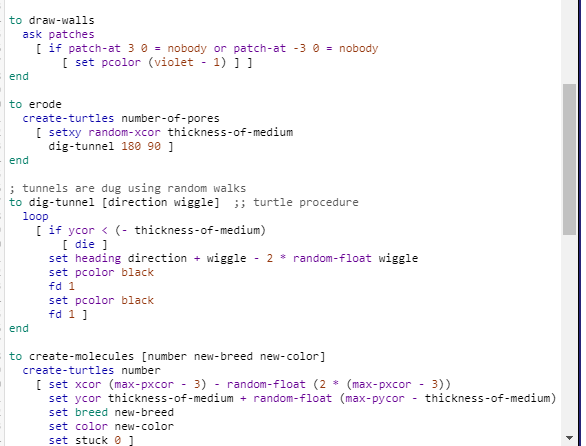 to draw-walls
ask patches
[ if patch-at 3 0 = nobody or patch-at -3 0 = nobody
[ set pcolor (violet - 1) ] ]
end
to erode
create-turtles number-of-pores
[ setxy random-xcor thickness-of-medium
dig-tunnel 180 90 ]
end
; tunnels are dug using random walks
to dig-tunnel [direction wiggle]  ;; turtle procedure
loop
[ if ycor < (- thickness-of-medium)
[ die ]
set heading direction + wiggle - 2 * random-float wiggle
set pcolor black
fd 1
set pcolor black
fd 1 ]
end
to create-molecules [number new-breed new-color]
create-turtles number
[ set xcor (max-pxcor - 3) - random-float (2 * (max-pxcor - 3))
set ycor thickness-of-medium + random-float (max-pycor - thickness-of-medium)
set breed new-breed
set color new-color
set stuck 0 ]